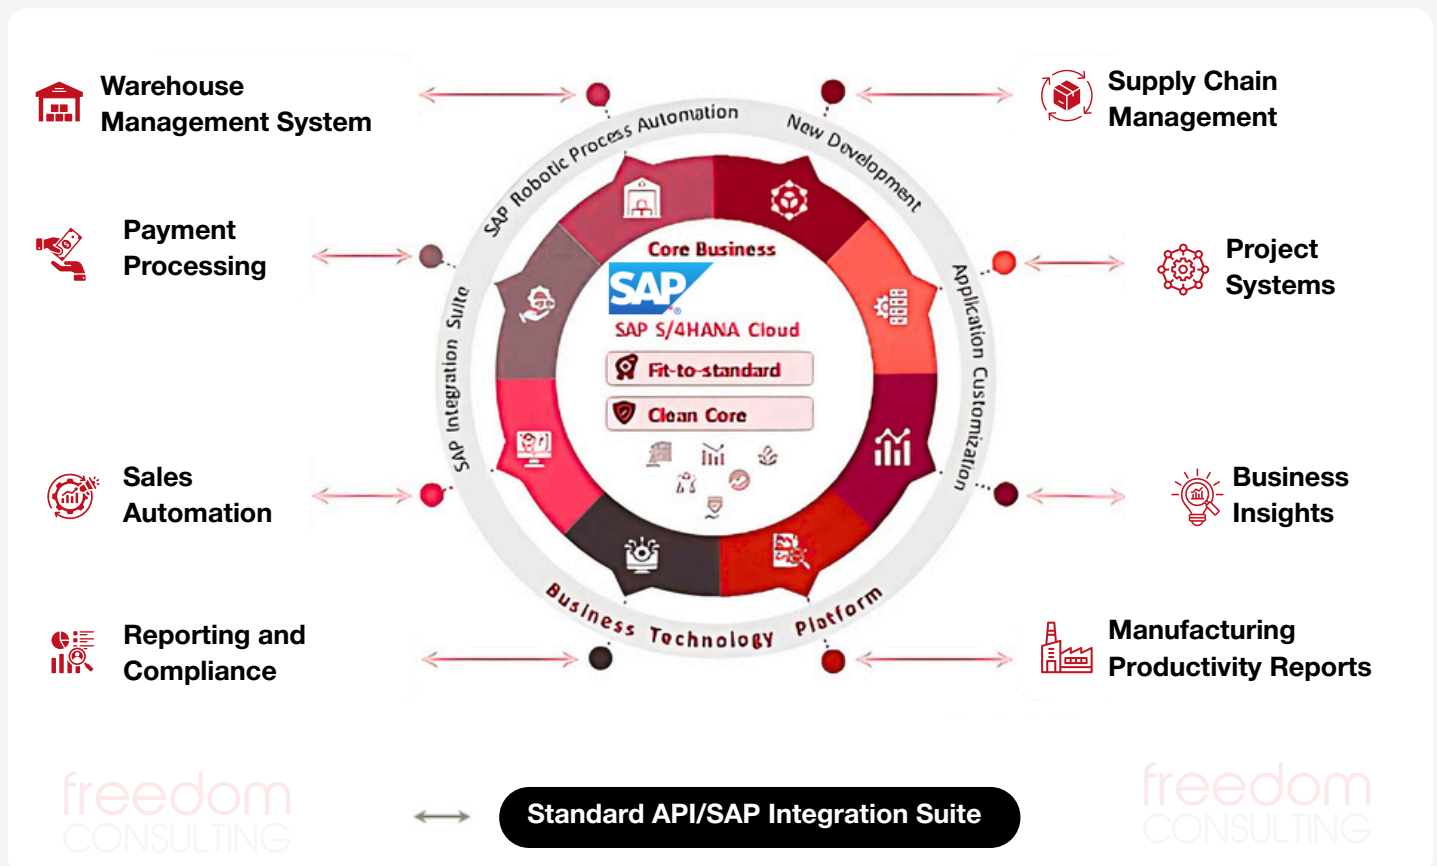 Warehouse
Management System
Payment
Processing
Sales
Automation
Reporting and
Compliance
SAP Robotic Process Automation
New Development
SAP Integration Suite
Application Customization
Business Technology Platform
Core Business
SAP
®
SAP S/4HANA Cloud
Fit-to-standard
Clean Core
Supply Chain
Management
Project
Systems
Business
Insights
Manufacturing
Productivity Reports
freedom
CONSULTING
Standard API/SAP Integration Suite
freedom
CONSULTING